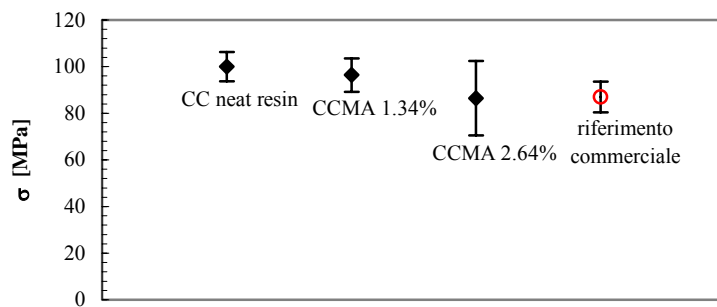 120
100
80
60
40
20
0
σ [MPa]
CC neat resin
CCMA 1.34%
CCMA 2.64%
riferimento
commerciale